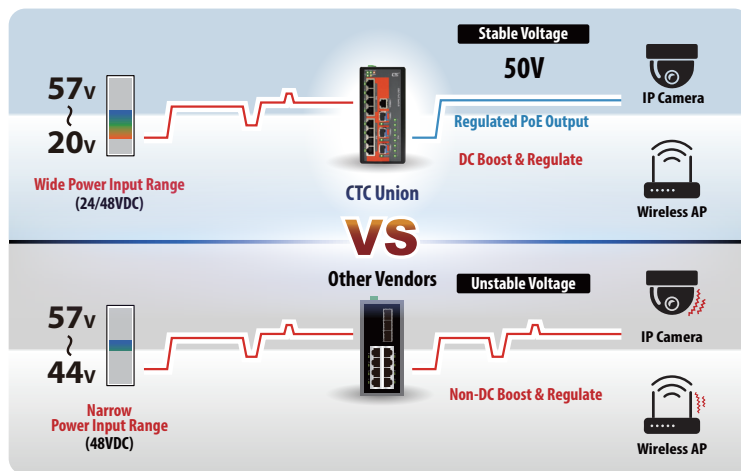 57v
~
20v
Wide Power Input Range
(24/48VDC)
CTC Union
Stable Voltage
50V
Regulated PoE Output
DC Boost & Regulate
IP Camera
Wireless AP
VS
Other Vendors
57v
~
44v
Narrow
Power Input Range
(48VDC)
Unstable Voltage
Non-DC Boost & Regulate
IP Camera
Wireless AP